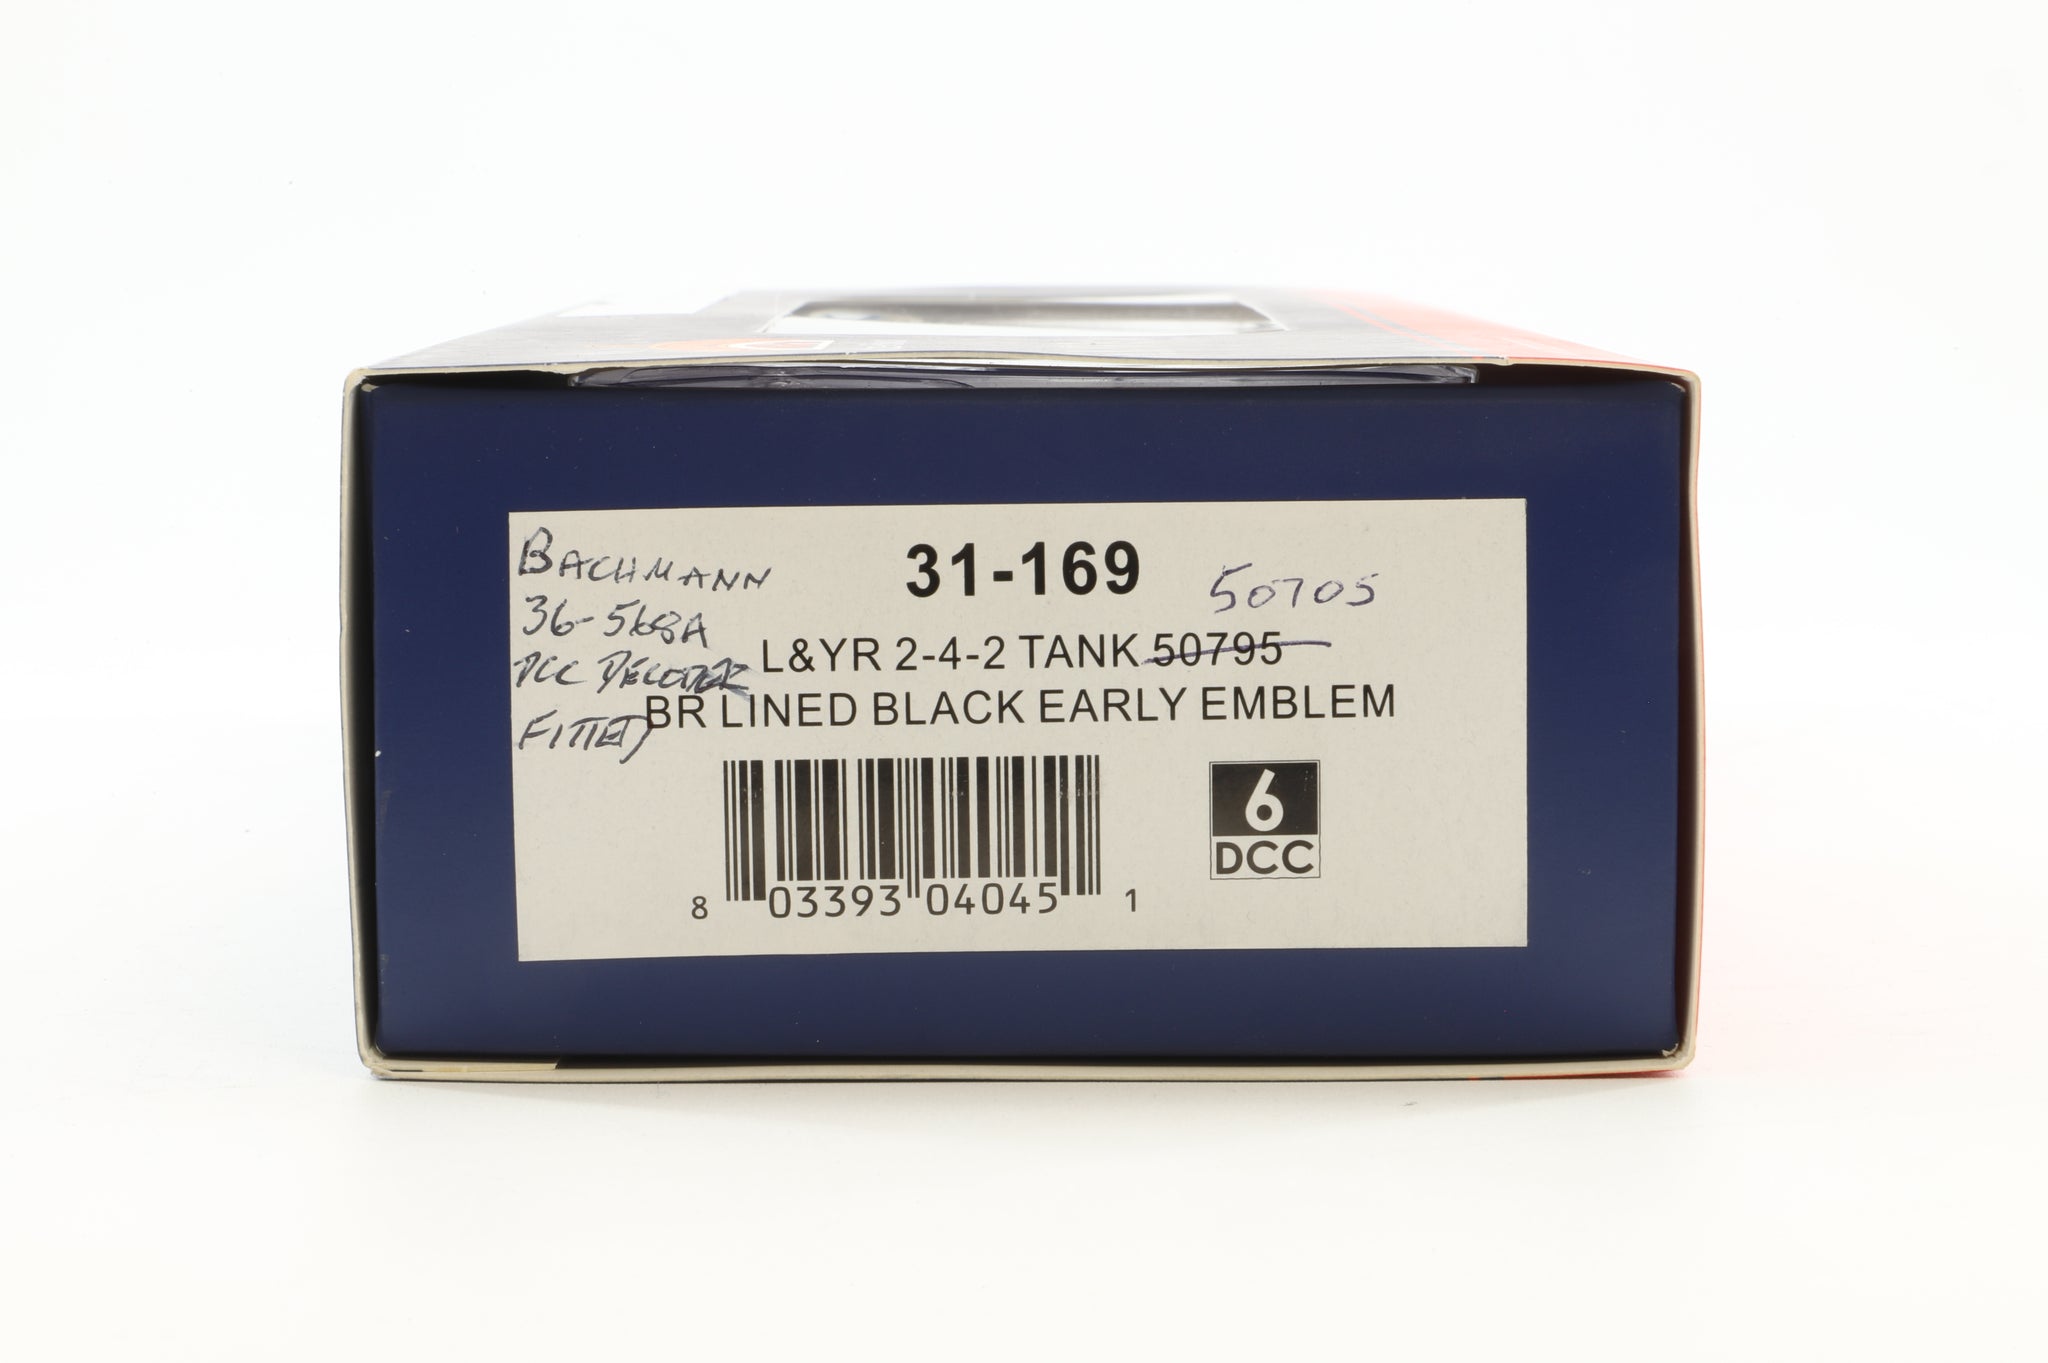 BACHMANN
36-568A
DCC DECODER
FITTED
31-169
50705
L&YR 2-4-2 TANK 50795
BR LINED BLACK EARLY EMBLEM
8 03393 04045 1
6
DCC